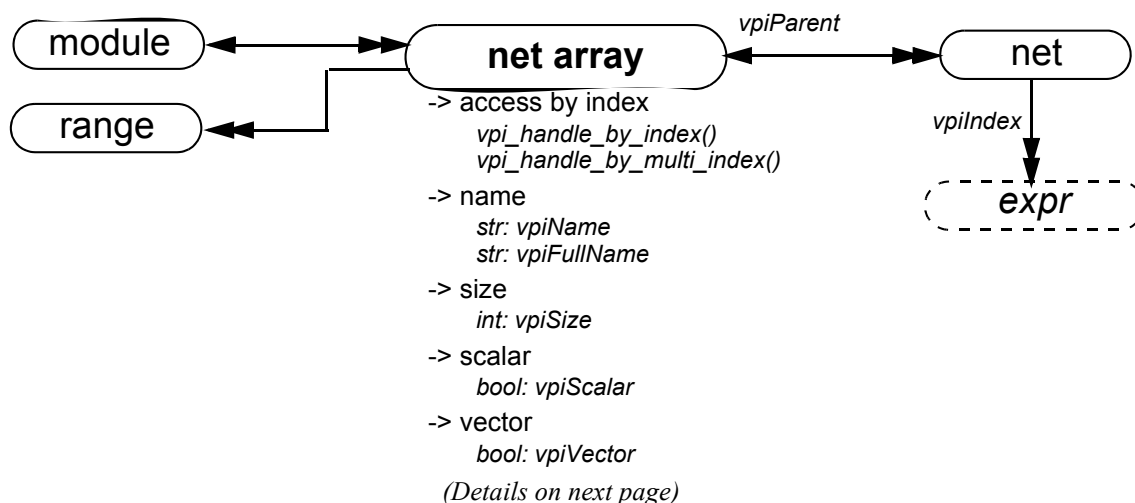 module
range
net array
vpiParent
net
vpiIndex
expr
-> access by index
vpi_handle_by_index()
vpi_handle_by_multi_index()
-> name
str: vpiName
str: vpiFullName
-> size
int: vpiSize
-> scalar
bool: vpiScalar
-> vector
bool: vpiVector
(Details on next page)